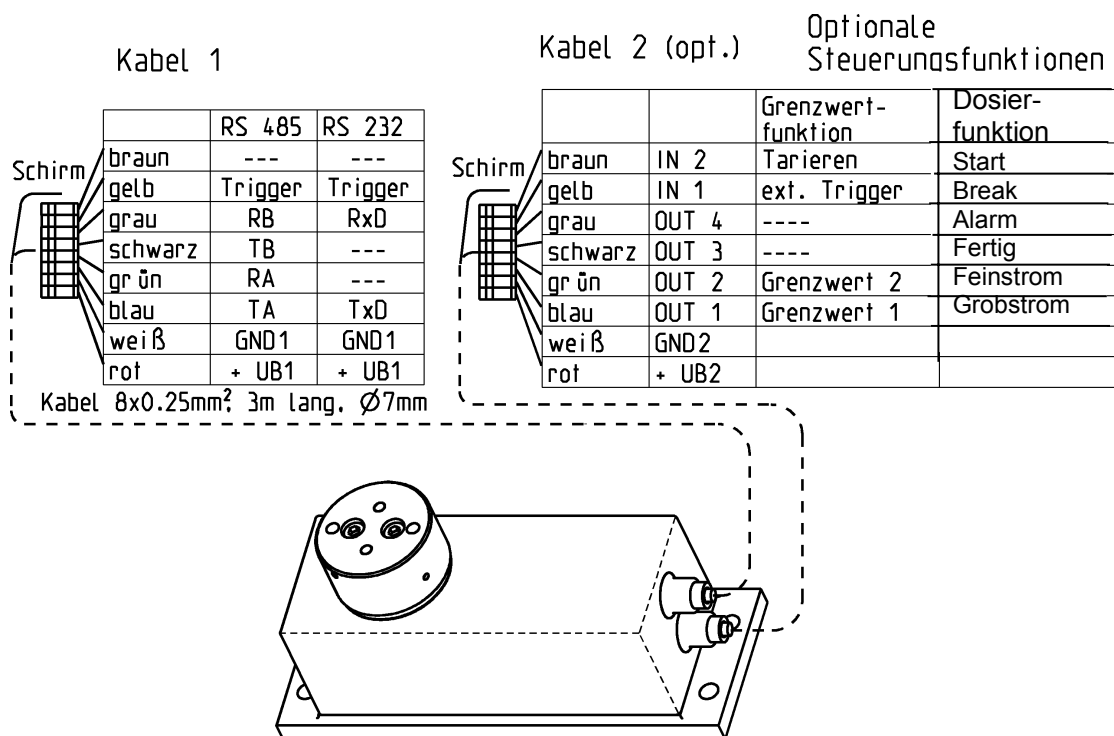 Kabel 1
Kabel 2 (opt.)
Optionale
Steuerungsfunktionen
Schirm
RS 485 RS 232
braun --- ---
gelb Trigger Trigger
grau RB RxD
schwarz TB ---
grün RA ---
blau TA TxD
weiß GND1 GND1
rot + UB1 + UB1
Kabel 8x0.25mm², 3m lang, Ø7mm
Schirm
Grenzwert-
funktion
Dosier-
funktion
braun IN 2 Tarieren Start
gelb IN 1 ext. Trigger Break
grau OUT 4 ---- Alarm
schwarz OUT 3 ---- Fertig
grün OUT 2 Grenzwert 2 Feinstrom
blau OUT 1 Grenzwert 1 Grobstrom
weiß GND2
rot + UB2